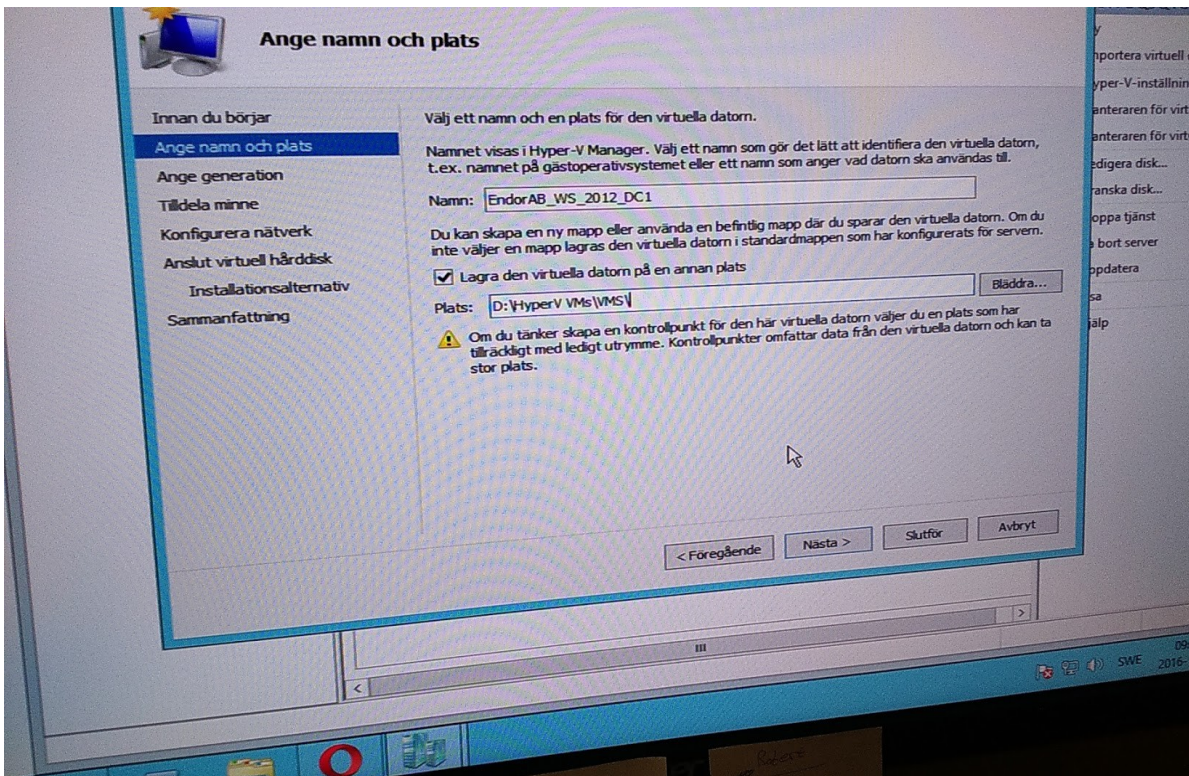 Ange namn och plats
Innan du börjar
Ange namn och plats
Ange generation
Tilldela minne
Konfigurera nätverk
Anslut virtuell hårddisk
Installationsalternativ
Sammanfattning
Välj ett namn och en plats för den virtuella datorn.
Namnet visas i Hyper-V Manager. Välj ett namn som gör det lätt att identifiera den virtuella datorn,
t.ex. namnet på gästoperativsystemet eller ett namn som anger vad datorn ska användas till.
Namn: EndorAB_WS_2012_DC1
Du kan skapa en ny mapp eller använda en befintlig mapp där du sparar den virtuella datorn. Om du
inte väljer en mapp lagras den virtuella datorn i standardmappen som har konfigurerats för servern.
Lagra den virtuella datorn på en annan plats
Plats: D:\HyperV VMs\VMS\ Bläddra...
Om du tänker skapa en kontrollpunkt för den här virtuella datorn väljer du en plats som har
tillräckligt med ledigt utrymme. Kontrollpunkter omfattar data från den virtuella datorn och kan ta
stor plats.
< Föregående Nästa > Slutför Avbryt
y
mportera virtuell
yper-V-inställnin
anteraren för virt
anteraren för virt
edigera disk...
ranska disk...
oppa tjänst
bort server
ppdatera
sa
jälp
SWE
09
2016-